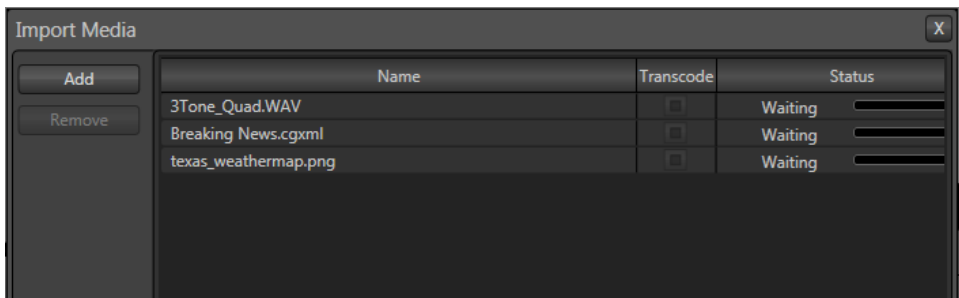 Import Media X
Add Name Transcode Status
Remove 3Tone_Quad.WAV Waiting
Breaking News.cgxml Waiting
texas_weathermap.png Waiting